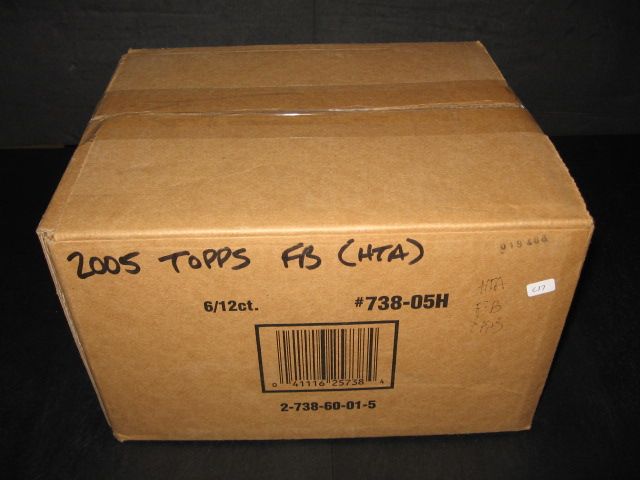 2005 TOPPS FB (HTA)
6/12ct. #738-05H
HTA
FB
0 41116 25738 4
2-738-60-01-5